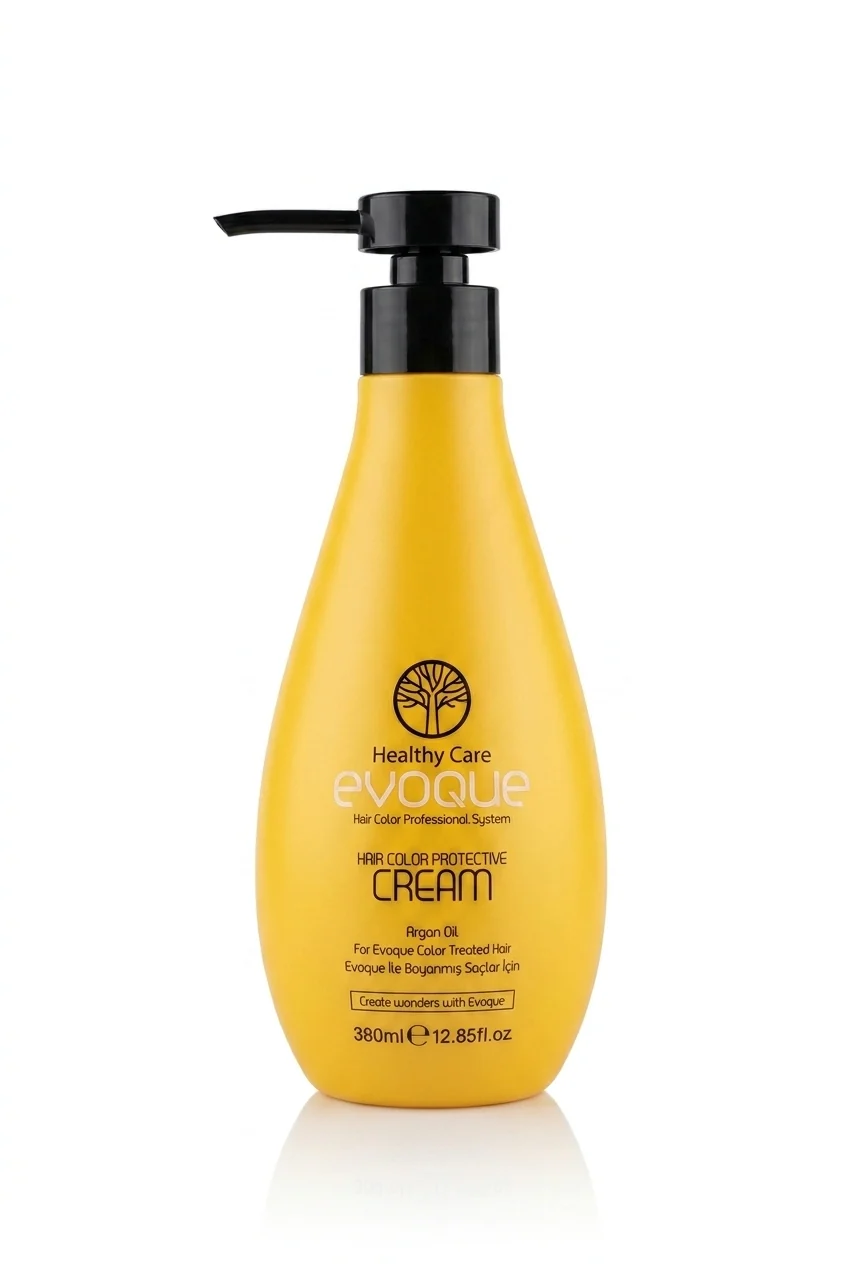 Healthy Care
evoque
Hair Color Professional System
HAIR COLOR PROTECTIVE
CREAM
Argan Oil
For Evoque Color Treated Hair
Evoque İle Boyanmış Saçlar İçin
Create wonders with Evoque
380ml ℮ 12.85fl.oz